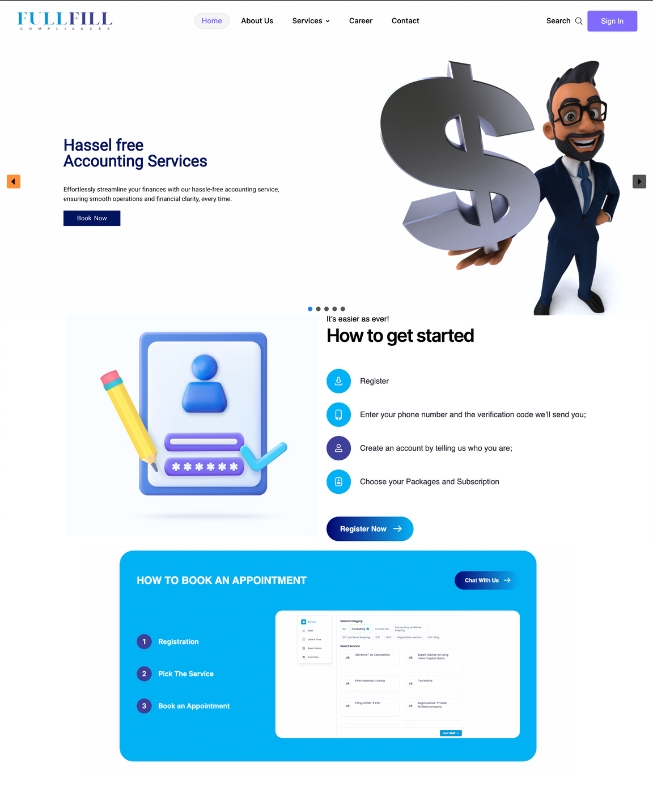 FULLFILL
COMPLIANCES
Home
About Us
Services
Career
Contact
Search
Sign In
Hassel free
Accounting Services
Effortlessly streamline your finances with our hassle-free accounting service,
ensuring smooth operations and financial clarity, every time.
Book Now
It's easier as ever!
How to get started
Register
Enter your phone number and the verification code we'll send you;
Create an account by telling us who you are;
Choose your Packages and Subscription
Register Now
HOW TO BOOK AN APPOINTMENT
Chat With Us
1 Registration
2 Pick The Service
3 Book an Appointment
Select Category
Select Service